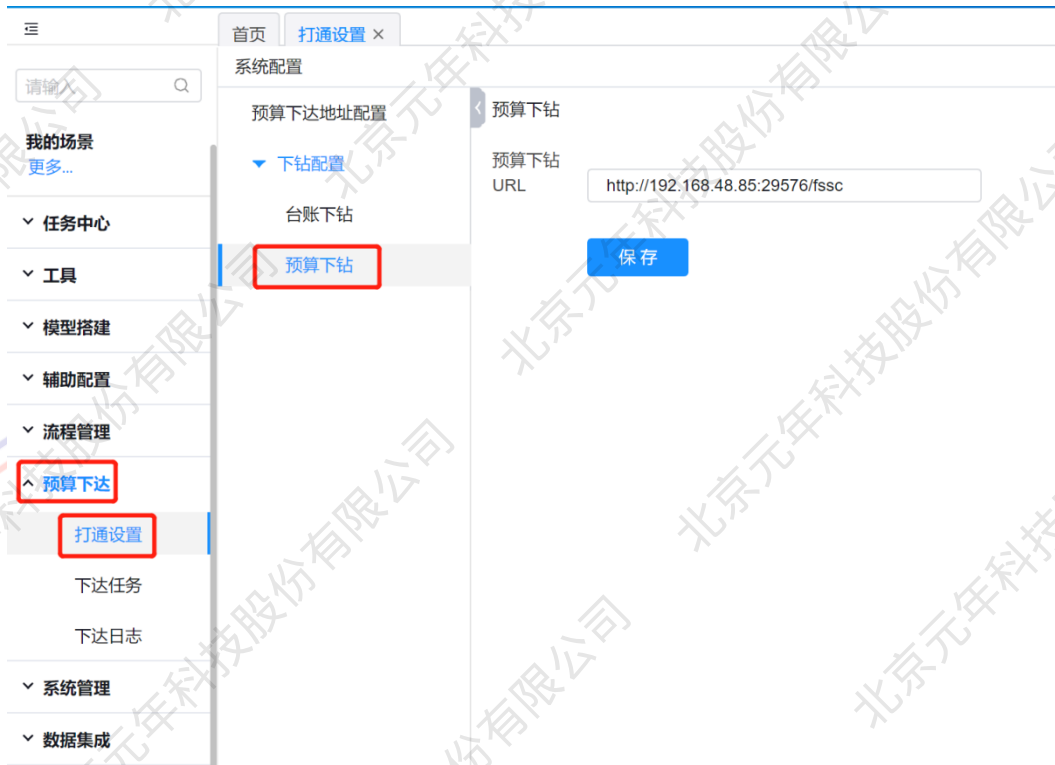 首页
打通设置 ×
请输入
我的场景
更多...
任务中心
工具
模型搭建
辅助配置
流程管理
预算下达
打通设置
下达任务
下达日志
系统管理
数据集成
系统配置
预算下达地址配置
下钻配置
台账下钻
预算下钻
预算下钻
预算下钻
URL
http://192.168.48.85:29576/fssc
保存
北京元年科技股份有限公司